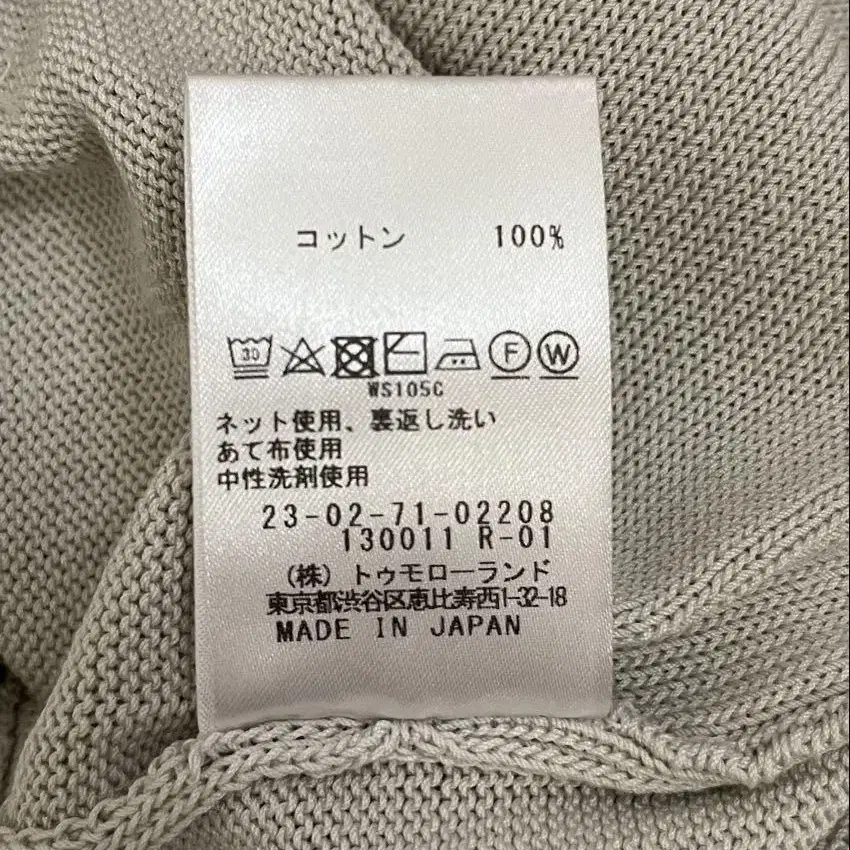 コットン 100%
30 F W
WS105C
ネット使用、裏返し洗い
あて布使用
中性洗剤使用
23-02-71-02208
130011 R-01
(株)トゥモローランド
東京都渋谷区恵比寿西1-32-18
MADE IN JAPAN